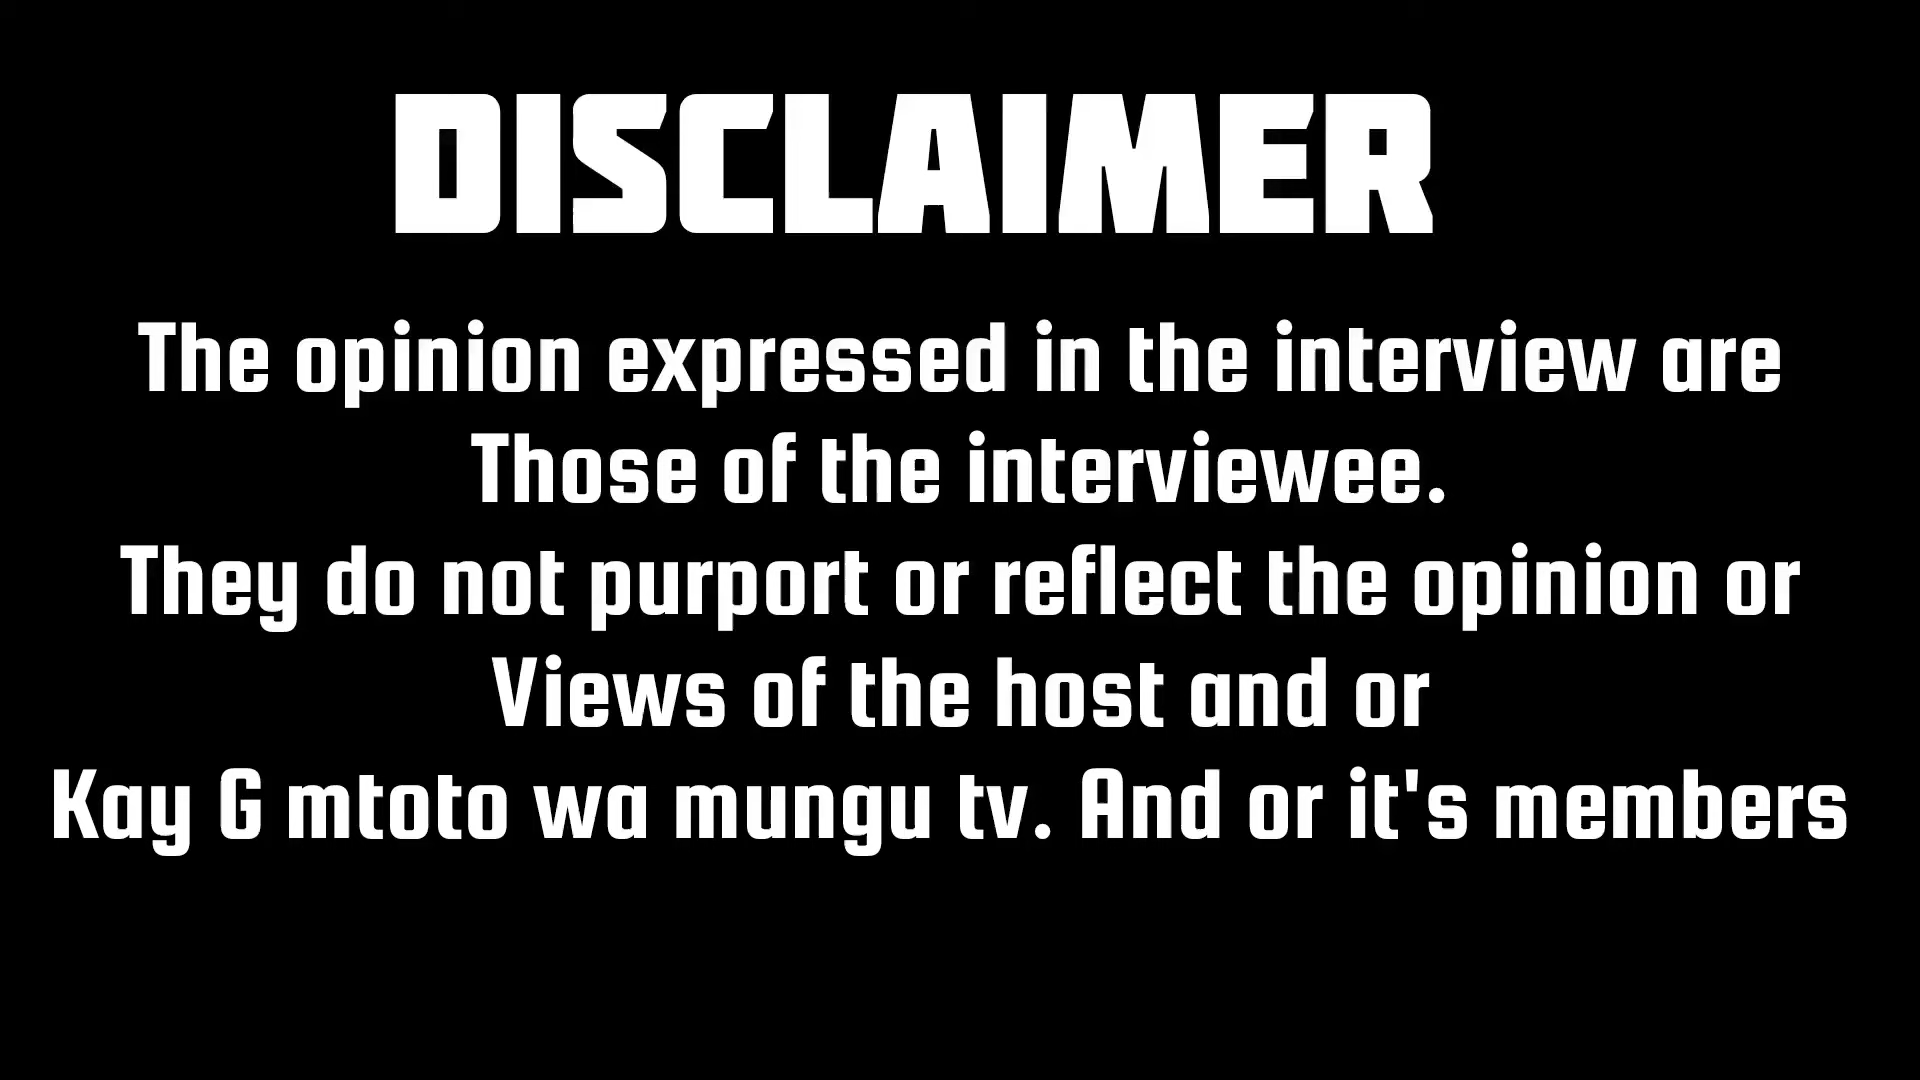 DISCLAIMER
The opinion expressed in the interview are
Those of the interviewee.
They do not purport or reflect the opinion or
Views of the host and or
Kay G mtoto wa mungu tv. And or it's members